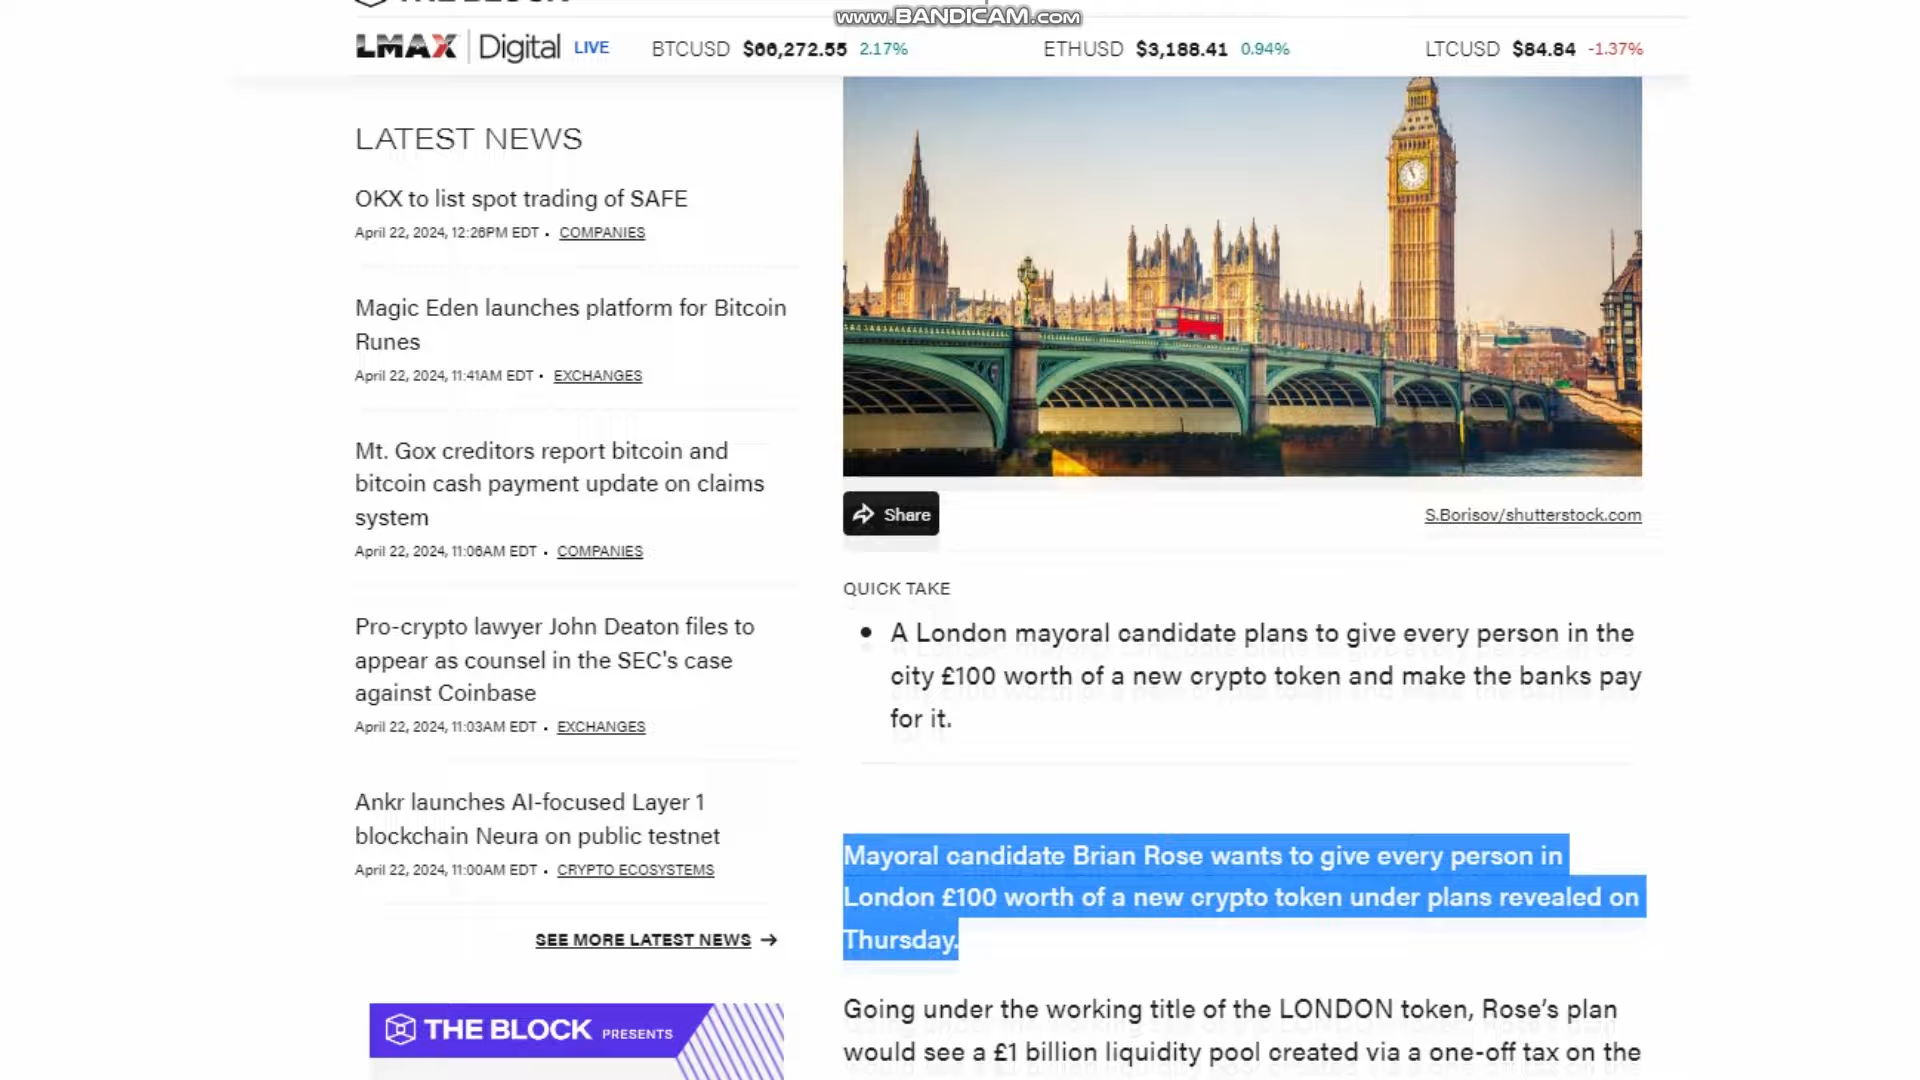 THE BLOCK
www.BANDICAM.com
LMAX Digital LIVE BTCUSD $66,272.55 2.17% ETHUSD $3,188.41 0.94% LTCUSD $84.84 -1.37%
LATEST NEWS
OKX to list spot trading of SAFE
April 22, 2024, 12:26PM EDT • COMPANIES
Magic Eden launches platform for Bitcoin
Runes
April 22, 2024, 11:41AM EDT • EXCHANGES
Mt. Gox creditors report bitcoin and
bitcoin cash payment update on claims
system
April 22, 2024, 11:06AM EDT • COMPANIES
Pro-crypto lawyer John Deaton files to
appear as counsel in the SEC's case
against Coinbase
April 22, 2024, 11:03AM EDT • EXCHANGES
Ankr launches AI-focused Layer 1
blockchain Neura on public testnet
April 22, 2024, 11:00AM EDT • CRYPTO ECOSYSTEMS
SEE MORE LATEST NEWS →
THE BLOCK PRESENTS
Share
S.Borisov/shutterstock.com
QUICK TAKE
• A London mayoral candidate plans to give every person in the
city £100 worth of a new crypto token and make the banks pay
for it.
Mayoral candidate Brian Rose wants to give every person in
London £100 worth of a new crypto token under plans revealed on
Thursday.
Going under the working title of the LONDON token, Rose’s plan
would see a £1 billion liquidity pool created via a one-off tax on the